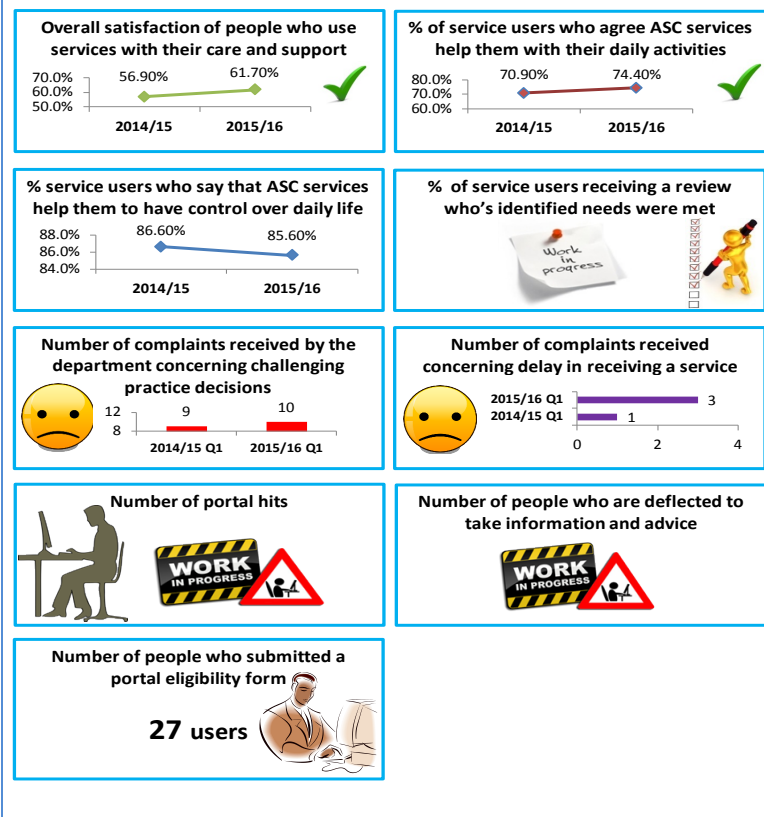 Overall satisfaction of people who use
services with their care and support
70.0%
60.0%
50.0%
56.90%
61.70%
2014/15
2015/16
% of service users who agree ASC services
help them with their daily activities
80.0%
70.0%
60.0%
70.90%
74.40%
2014/15
2015/16
% service users who say that ASC services
help them to have control over daily life
88.0%
86.0%
84.0%
86.60%
85.60%
2014/15
2015/16
% of service users receiving a review
who's identified needs were met
Work
in
progress
Number of complaints received by the
department concerning challenging
practice decisions
12
8
9
10
2014/15 Q1
2015/16 Q1
Number of complaints received
concerning delay in receiving a service
2015/16 Q1
3
2014/15 Q1
1
0
2
4
Number of portal hits
WORK
IN PROGRESS
Number of people who are deflected to
take information and advice
WORK
IN PROGRESS
Number of people who submitted a
portal eligibility form
27 users